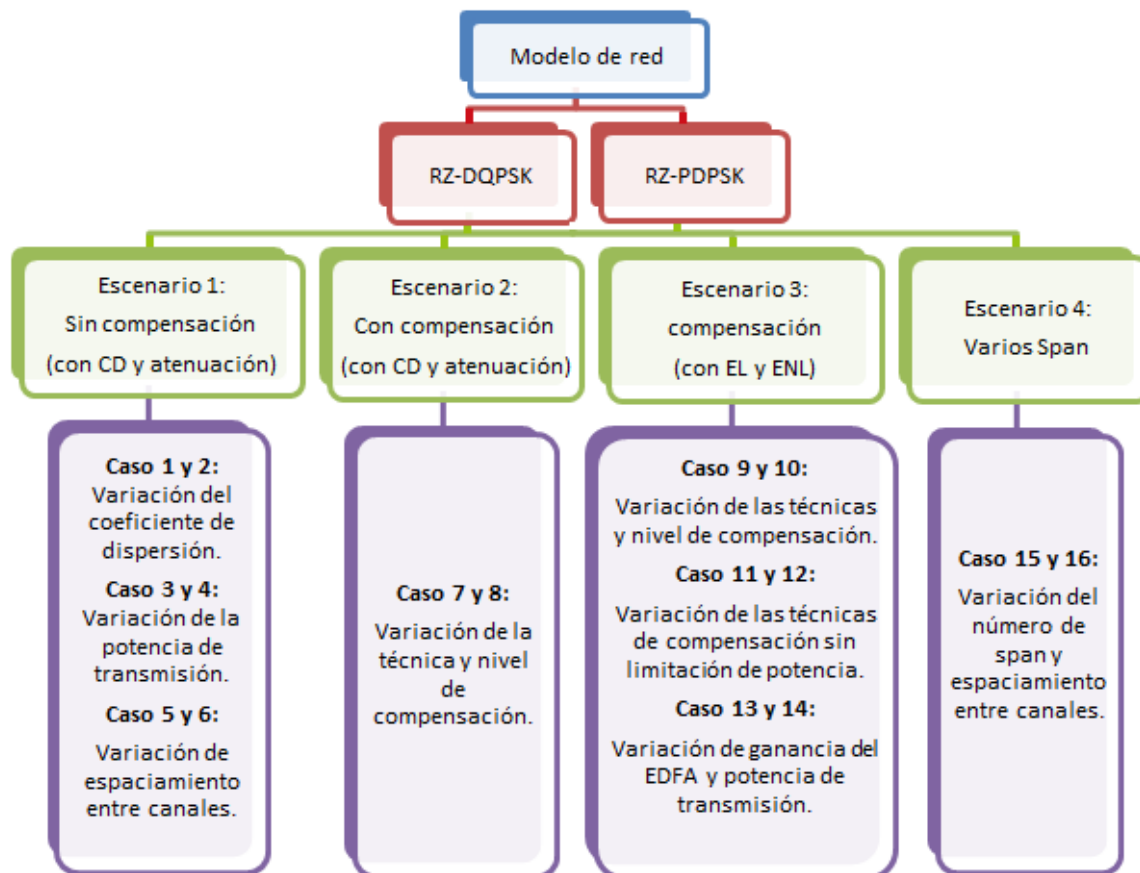 Modelo de red
RZ-DQPSK
RZ-PDPSK
Escenario 1:
Sin compensación
(con CD y atenuación)
Escenario 2:
Con compensación
(con CD y atenuación)
Escenario 3:
compensación
(con EL y ENL)
Escenario 4:
Varios Span
Caso 1 y 2:
Variación del
coeficiente de
dispersión.
Caso 3 y 4:
Variación de la
potencia de
transmisión.
Caso 5 y 6:
Variación de
espaciamiento
entre canales.
Caso 7 y 8:
Variación de la
técnica y nivel
de
compensación.
Caso 9 y 10:
Variación de las técnicas
y nivel de compensación.
Caso 11 y 12:
Variación de las técnicas
de compensación sin
limitación de potencia.
Caso 13 y 14:
Variación de ganancia del
EDFA y potencia de
transmisión.
Caso 15 y 16:
Variación del
número de
span y
espaciamiento
entre canales.